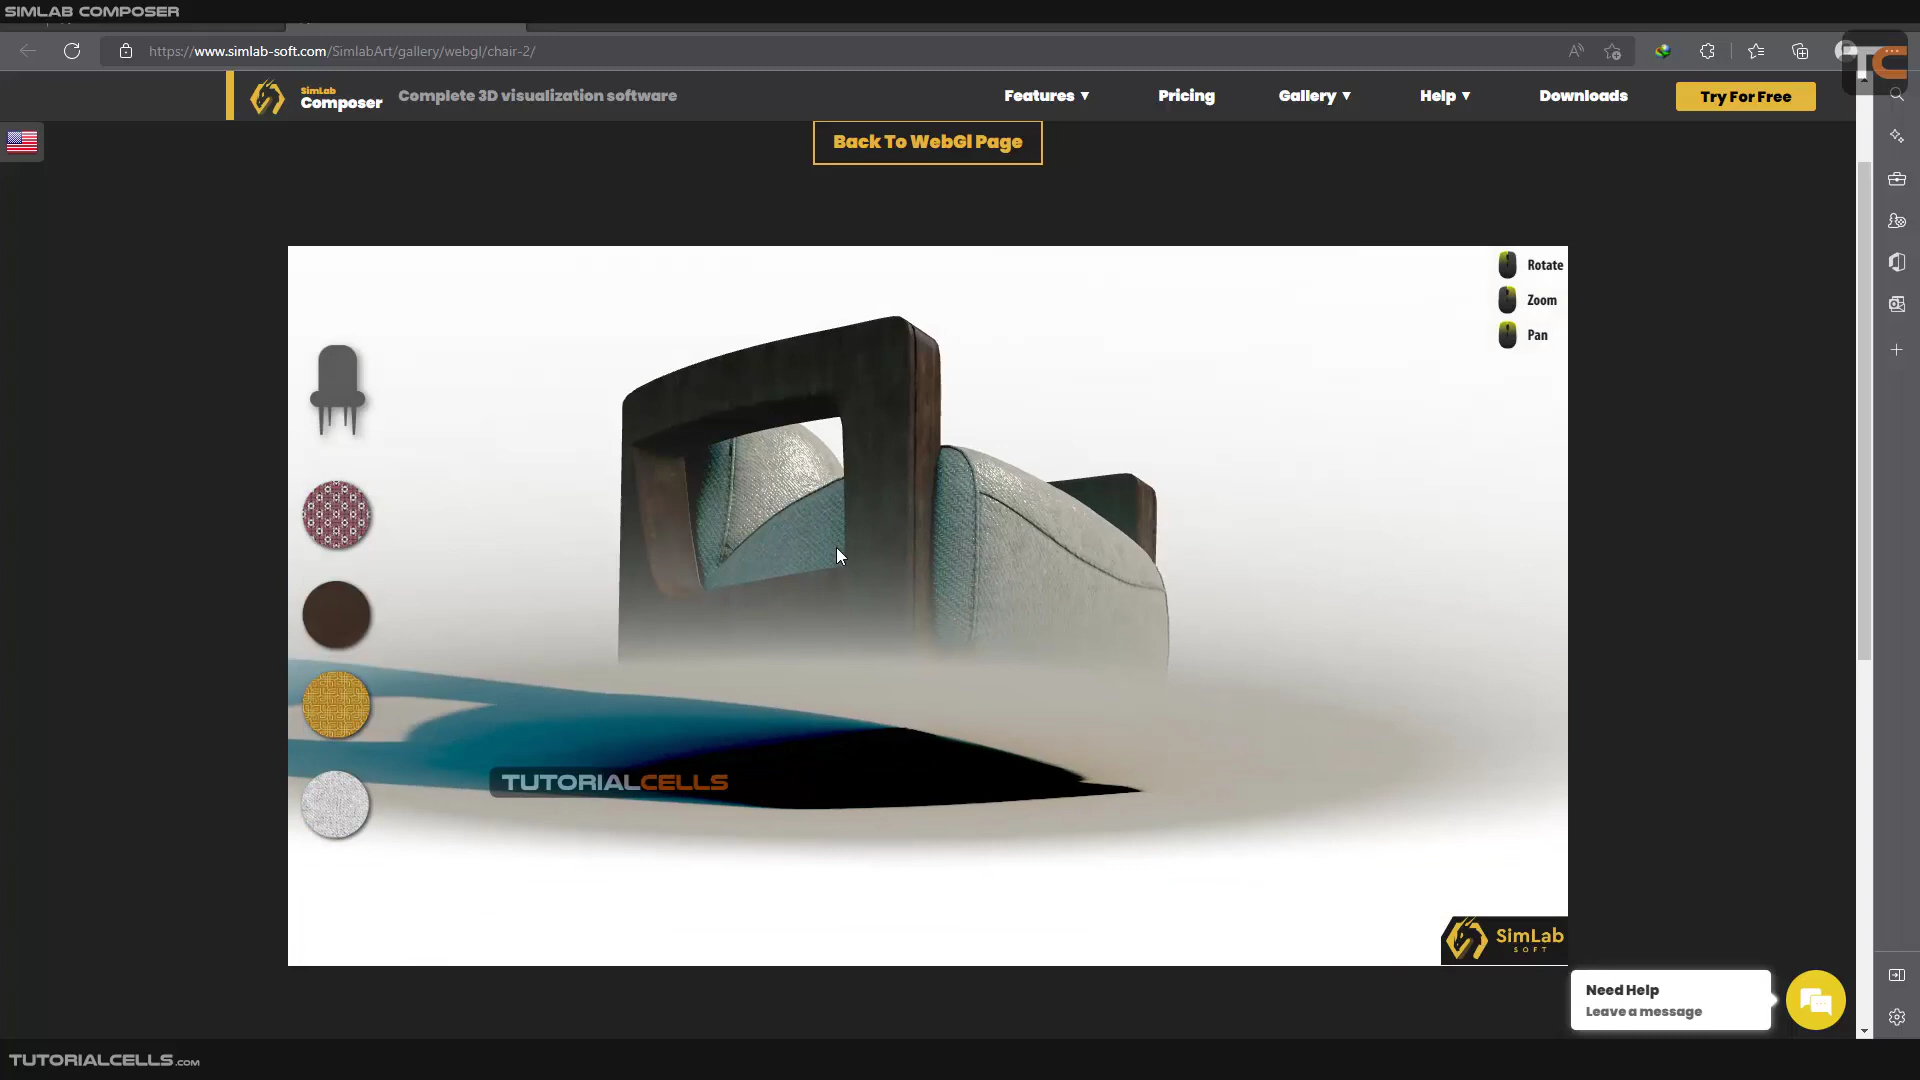 SIMLAB COMPOSER
https://www.simlab-soft.com/SimlabArt/gallery/webgl/chair-2/
TC
SimLab
Composer
Complete 3D visualization software
Features ▼
Pricing
Gallery ▼
Help ▼
Downloads
Try For Free
Back To WebGl Page
Rotate
Zoom
Pan
TUTORIALCELLS
SimLab
SOFT
Need Help
Leave a message
TUTORIALCELLS.COM